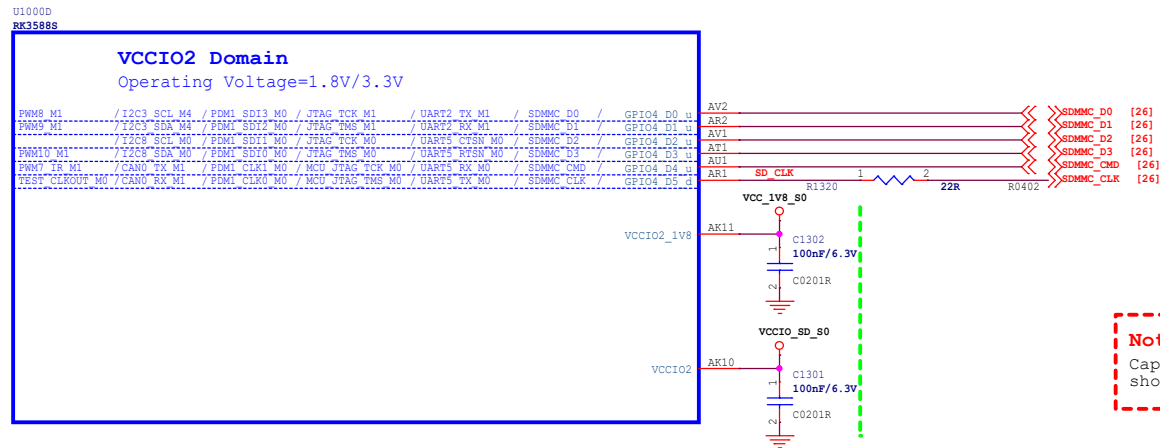 U1000D
RK3588S
VCCIO2 Domain
Operating Voltage=1.8V/3.3V
PWM8_M1 /I2C3_SCL_M4 /PDM1_SDI3_M0 / JTAG_TCK_M1 /UART2_TX_M1 / SDMMC_D0 / GPIO4_D0_u AV2 SDMMC_D0 [26]
PWM9_M1 /I2C3_SDA_M4 /PDM1_SDI2_M0 / JTAG_TMS_M1 /UART2_RX_M1 / SDMMC_D1 / GPIO4_D1_u AR2 SDMMC_D1 [26]
/I2C8_SCL_M0 /PDM1_SDI1_M0 / JTAG_TCK_M0 /UART5_CTSN_M0 / SDMMC_D2 / GPIO4_D2_u AV1 SDMMC_D2 [26]
PWM10_M1 /I2C8_SDA_M0 /PDM1_SDI0_M0 / JTAG_TMS_M0 /UART5_RTSN_M0 / SDMMC_D3 / GPIO4_D3_u AT1 SDMMC_D3 [26]
PWM7_IR_M1 /CAN0_TX_M1 /PDM1_CLK1_M0 / MCU_JTAG_TCK_M0 /UART5_RX_M0 / SDMMC_CMD / GPIO4_D4_u AU1 SDMMC_CMD [26]
TEST_CLKOUT_M0 /CAN0_RX_M1 /PDM1_CLK0_M0 / MCU_JTAG_TMS_M0 /UART5_TX_M0 / SDMMC_CLK / GPIO4_D5_d AR1 SD_CLK 1 2 SDMMC_CLK [26]
R1320 22R R0402
VCC_1V8_S0
VCCIO2_1V8 AK11
C1302
1
100nF/6.3V
C0201R
2
VCCIO_SD_S0
VCCIO2 AK10
C1301
1
100nF/6.3V
C0201R
2